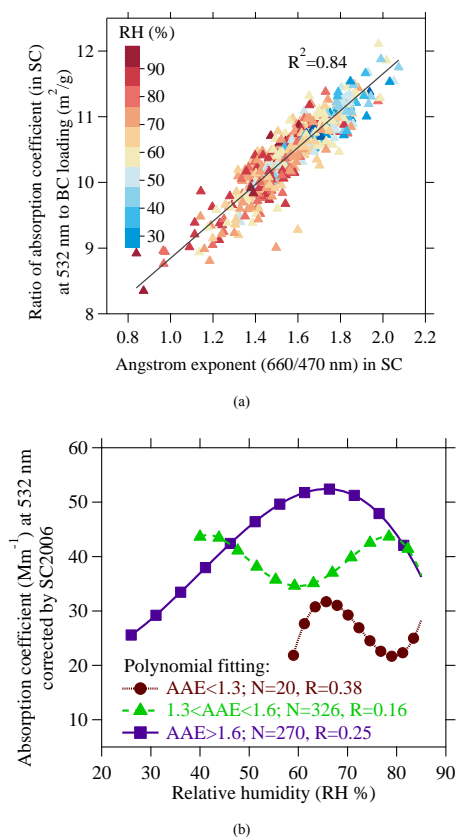 RH (%)
90
80
70
60
50
40
30
R²=0.84
12
11
10
9
8
Ratio of absorption coefficient (in SC)
at 532 nm to BC loading (m²/g)
0.8 1.0 1.2 1.4 1.6 1.8 2.0 2.2
Angstrom exponent (660/470 nm) in SC
(a)
60
50
40
30
20
10
0
Absorption coefficient (Mm⁻¹) at 532 nm
corrected by SC2006
Polynomial fitting:
AAE<1.3; N=20, R=0.38
1.3<AAE<1.6; N=326, R=0.16
AAE>1.6; N=270, R=0.25
20 30 40 50 60 70 80 90
Relative humidity (RH %)
(b)